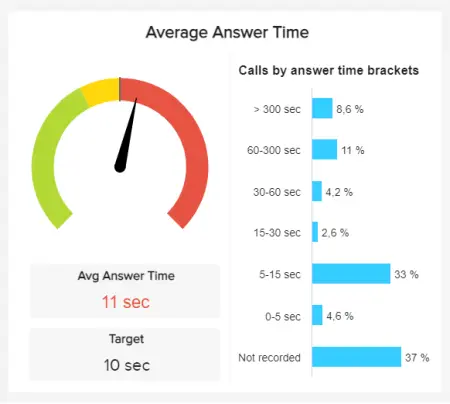 Average Answer Time
Avg Answer Time
11 sec
Target
10 sec
Calls by answer time brackets
> 300 sec 8,6 %
60-300 sec 11 %
30-60 sec 4,2 %
15-30 sec 2,6 %
5-15 sec 33 %
0-5 sec 4,6 %
Not recorded 37 %